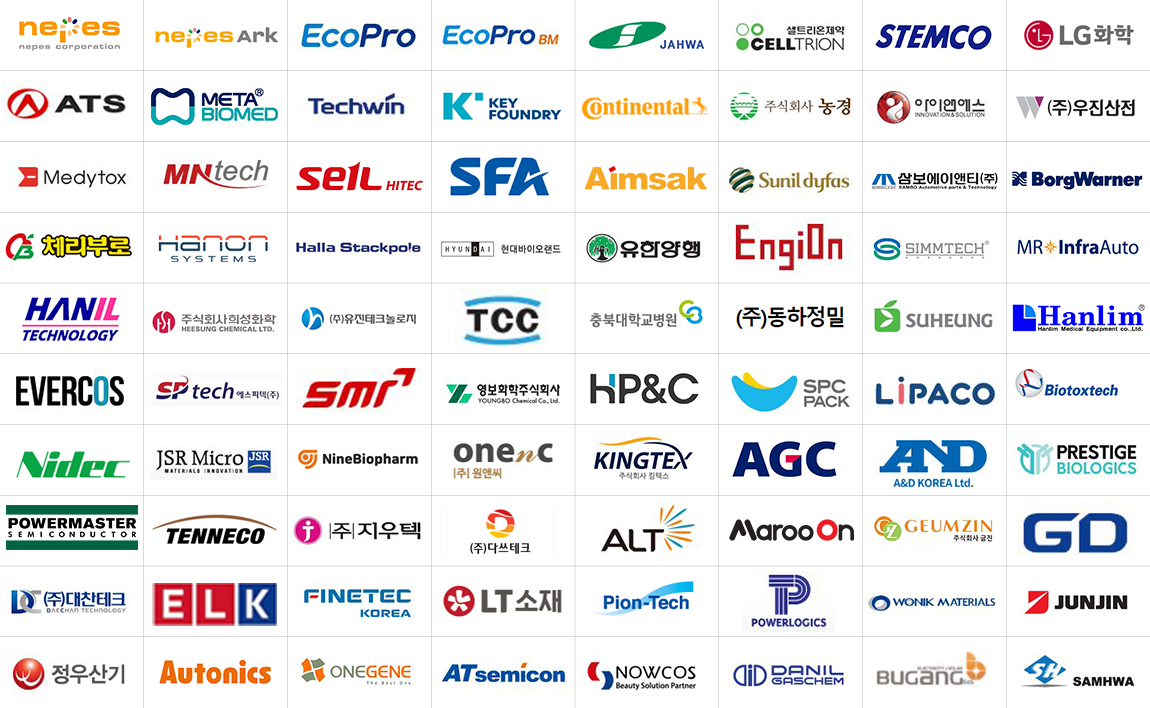 nepes
nepes corporation
nepes Ark
EcoPro
EcoPro BM
JAHWA
셀트리온제약
CELLTRION
STEMCO
LG화학
ATS
META®
BIOMED
Techwin
KEY
FOUNDRY
Continental
주식회사 농경
아이엔에스
INNOVATION & SOLUTION
(주)우진산전
Medytox
MNtech
SEIL HITEC
SFA
Aimsak
Sunil dyfas
삼보에이앤티(주)
SAMBO Automotive parts & Technology
BorgWarner
체리부로
HANON
SYSTEMS
Halla Stackpole
HYUNDAI 현대바이오랜드
유한양행
EngiOn
SIMMTECH®
MR InfraAuto
HANIL
TECHNOLOGY
주식회사희성화학
HEESUNG CHEMICAL LTD.
(주)유진테크놀로지
TCC
충북대학교병원
(주)동하정밀
SUHEUNG
Hanlim®
Hanlim Medical Equipment co.,Ltd.
EVERCOS
SP tech 에스피텍(주)
SMR
영보화학주식회사
YOUNGBO Chemical Co., Ltd.
HP&C
SPC
PACK
LiPACO
Biotoxtech
Nidec
JSR Micro JSR
MATERIALS INNOVATION
NineBiopharm
onenc
(주) 원앤씨
KINGTEX
주식회사 킹텍스
AGC
AND
A&D KOREA Ltd.
PRESTIGE
BIOLOGICS
POWERMASTER
SEMICONDUCTOR
TENNECO
(주)지우텍
(주)다쓰테크
ALT
Maroo On
GEUMZIN
주식회사 금진
GD
DC (주)대찬테크
DAECHAN TECHNOLOGY
ELK
FINETEC
KOREA
LT소재
Pion-Tech
POWERLOGICS
WONIK MATERIALS
JUNJIN
정우산기
Autonics
ONEGENE
The Best One
ATsemicon
NOWCOS
Beauty Solution Partner
DANIL
GASCHEM
BUGANG
SH SAMHWA